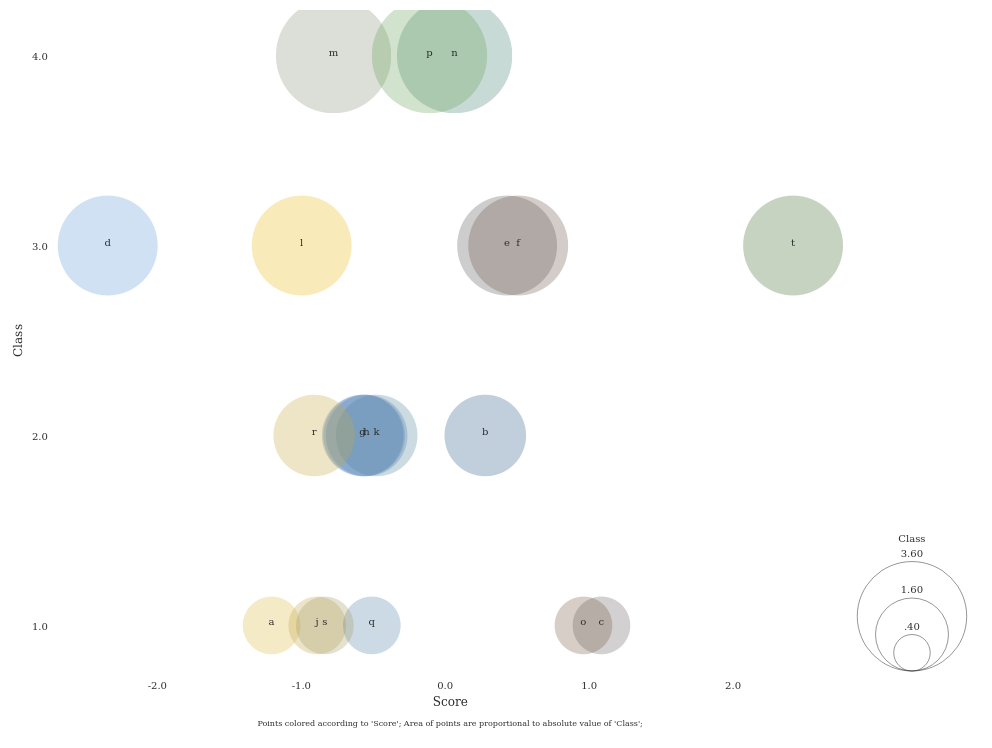 m p n
4.0
d l e f t
3.0
Class
r g h k b
2.0
Class
3.60
1.60
.40
a j s q o c
1.0
-2.0 -1.0 0.0 1.0 2.0
Score
Points colored according to 'Score'; Area of points are proportional to absolute value of 'Class';